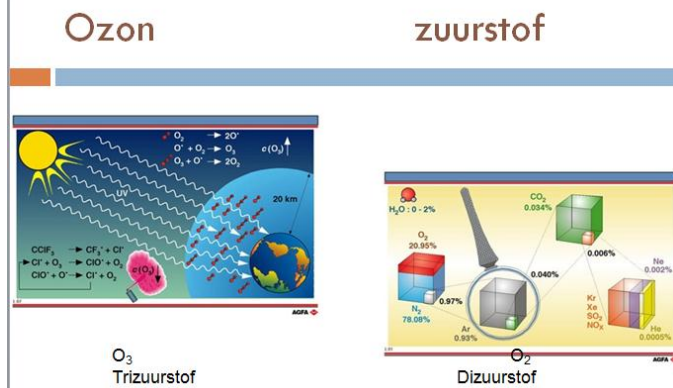 Ozon
zuurstof
O₂ → 2O•
O• + O₂ → O₃
O₃ + O• → 2O₂
c(O₃) ↑
UV
20 km
CClF₃ → CF₃• + Cl•
Cl• + O₃ → ClO• + O₂
ClO• + O• → Cl• + O₂
c(O₃) ↓
AGFA
O₃
Trizuurstof
H₂O : 0 - 2%
CO₂
0.034%
O₂
20.95%
0.006%
Ne
0.002%
0.040%
0.97%
N₂
78.08%
Ar
0.93%
Kr
Xe
SO₂
NOₓ
He
0.0005%
AGFA
O₂
Dizuurstof